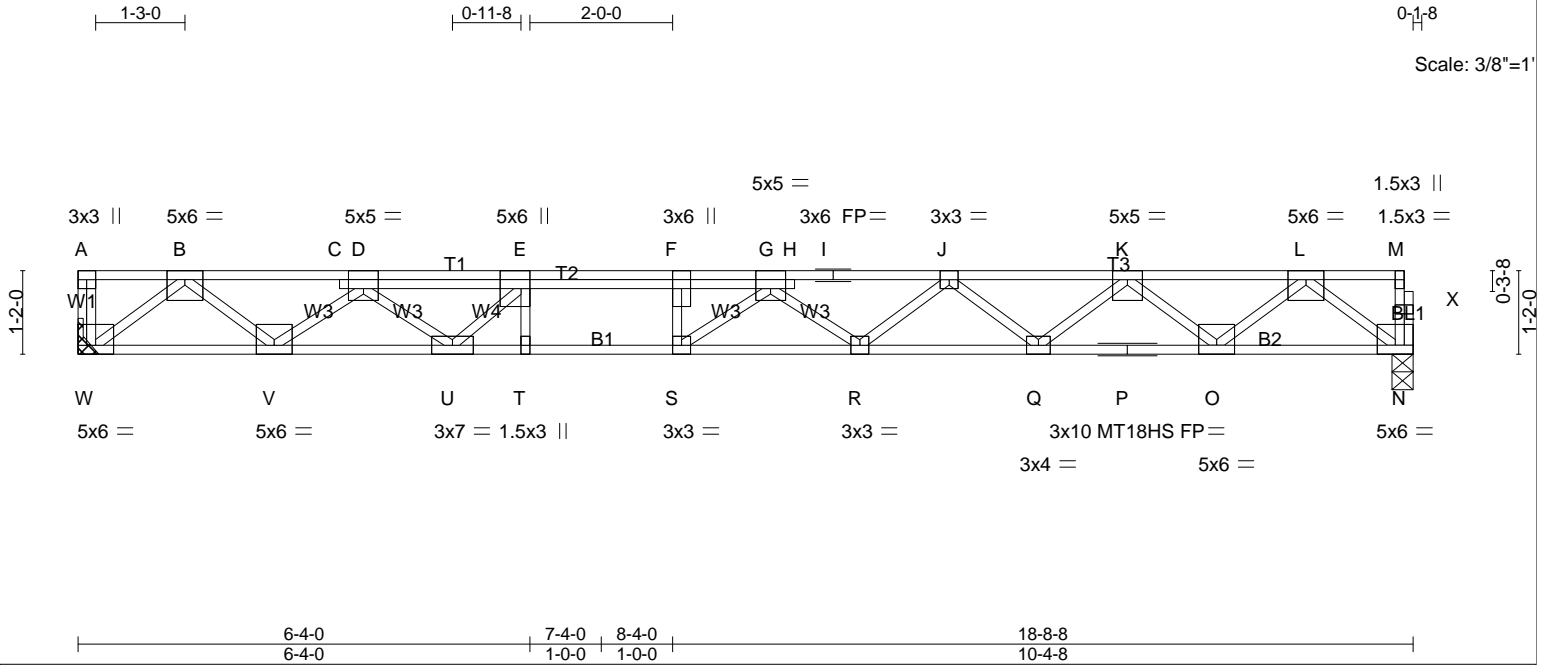 1-3-0 0-11-8 2-0-0 0-1-8
Scale: 3/8"=1'
5x5 = 1.5x3 ||
3x3 || 5x6 = 5x5 = 5x6 || 3x6 || 3x6 FP= 3x3 = 5x5 = 5x6 = 1.5x3 =
A B C D E F G H I J K L M
T1 T2 T3
1-2-0 W1 W3 W3 W4 W3 W3 BL1 X 0-3-8 1-2-0
B1 B2
W V U T S R Q P O N
5x6 = 5x6 = 3x7 = 1.5x3 || 3x3 = 3x3 = 3x10 MT18HS FP= 5x6 =
3x4 = 5x6 =
6-4-0 7-4-0 8-4-0 18-8-8
6-4-0 1-0-0 1-0-0 10-4-8